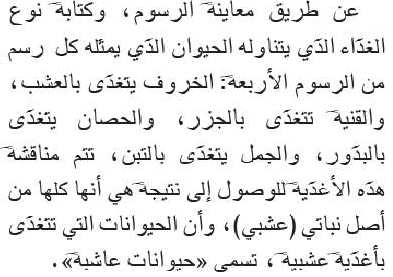 عن طريق معاينة الرسوم، وكتابة نوع
الغذاء الذي يتناوله الحيوان الذي يمثله كل رسم
من الرسوم الأربعة: الخروف يتغذى بالعشب،
والقنية تتغذى بالجزر، والحصان يتغذى
بالبذور، والجمل يتغذى بالتبن، تتم مناقشة
هذه الأغذية للوصول إلى نتيجة هي أنها كلها من
أصل نباتي (عشبي)، وأن الحيوانات التي تتغذى
بأغذية عشبية، تسمى «حيوانات عاشبة».